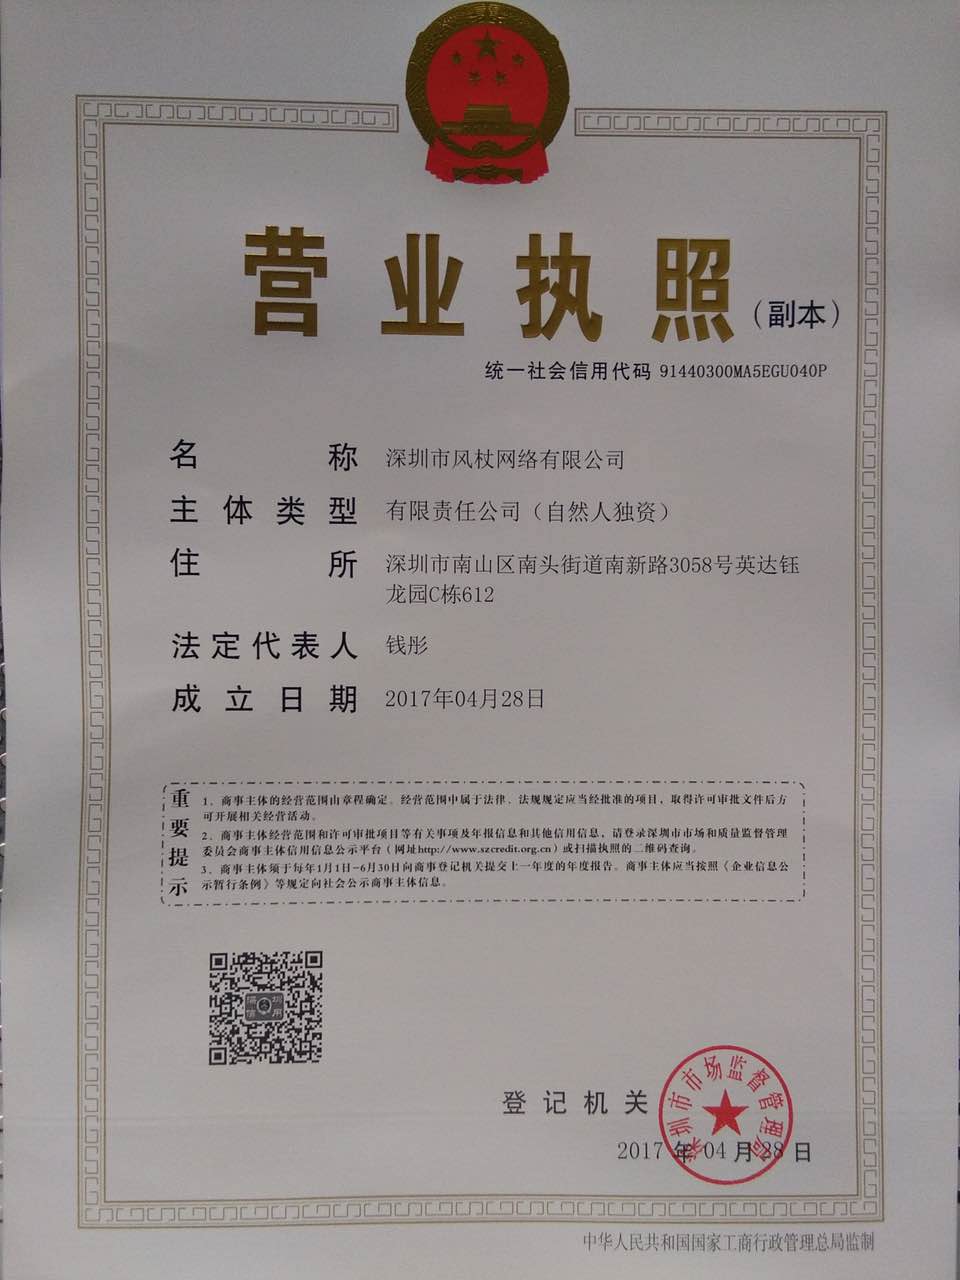 营业执照(副本)
统一社会信用代码 91440300MA5EGU040P
名称 深圳市风杖网络有限公司
主体类型 有限责任公司（自然人独资）
住所 深圳市南山区南头街道南新路3058号英达钰
龙园C栋612
法定代表人 钱彤
成立日期 2017年04月28日
重要提示
1、商事主体的经营范围由章程确定。经营范围中属于法律、法规规定应当经批准的项目，取得许可审批文件后方
可开展相关经营活动。
2、商事主体经营范围和许可审批项目等有关事项及年报信息和其他信用信息，请登录深圳市市场和质量监督管理
委员会商事主体信用信息公示平台（网址http://www.szcredit.org.cn）或扫描执照的二维码查询。
3、商事主体须于每年1月1日-6月30日向商事登记机关提交上一年度的年度报告。商事主体应当按照《企业信息公
示暂行条例》等规定向社会公示商事主体信息。
深圳
信用
登记机关
深圳市市场监督管理局
2017年04月28日
中华人民共和国国家工商行政管理总局监制